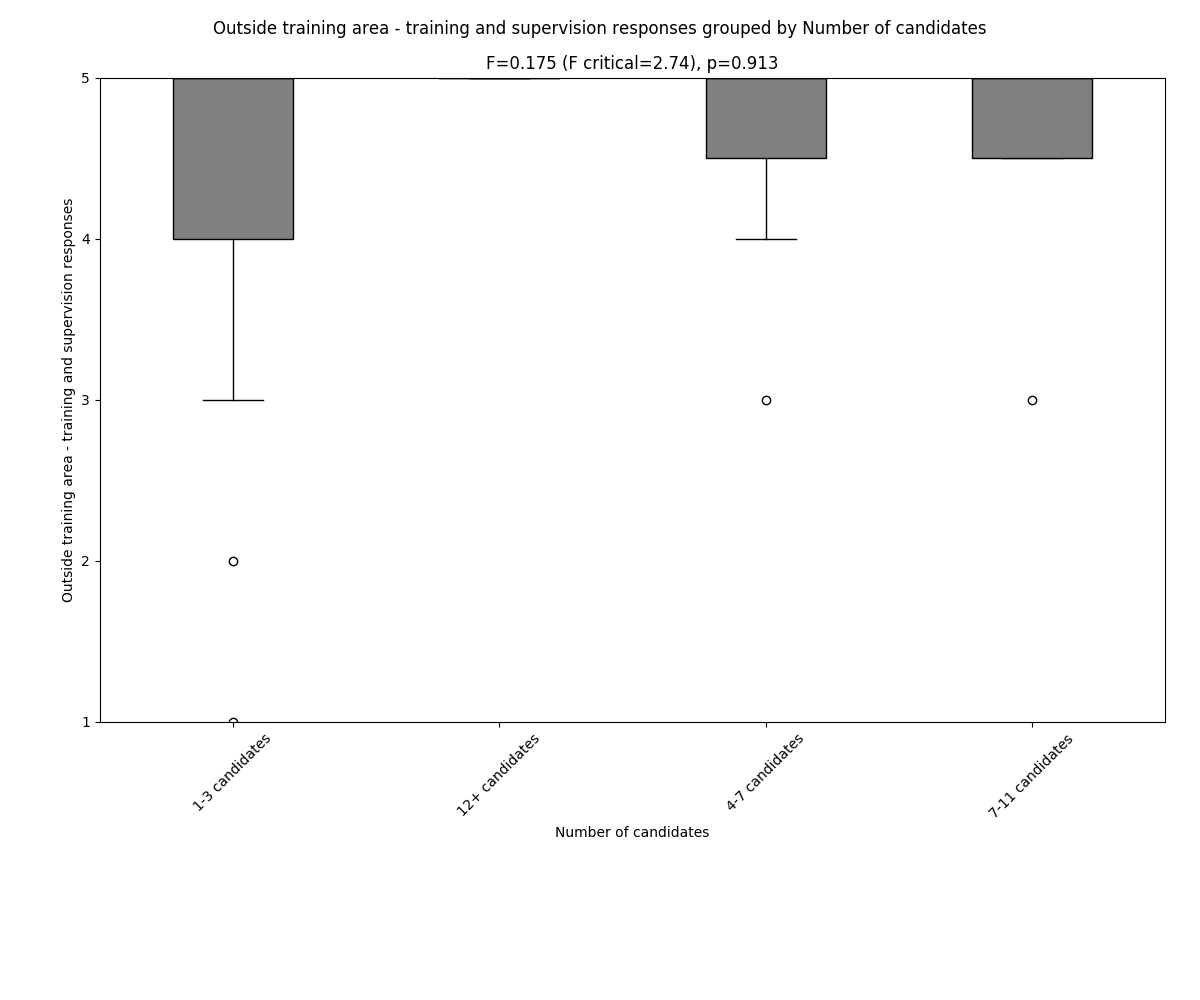 Outside training area - training and supervision responses grouped by Number of candidates
F=0.175 (F critical=2.74), p=0.913
Outside training area - training and supervision responses
5
4
3
2
1
1-3 candidates
12+ candidates
4-7 candidates
7-11 candidates
Number of candidates